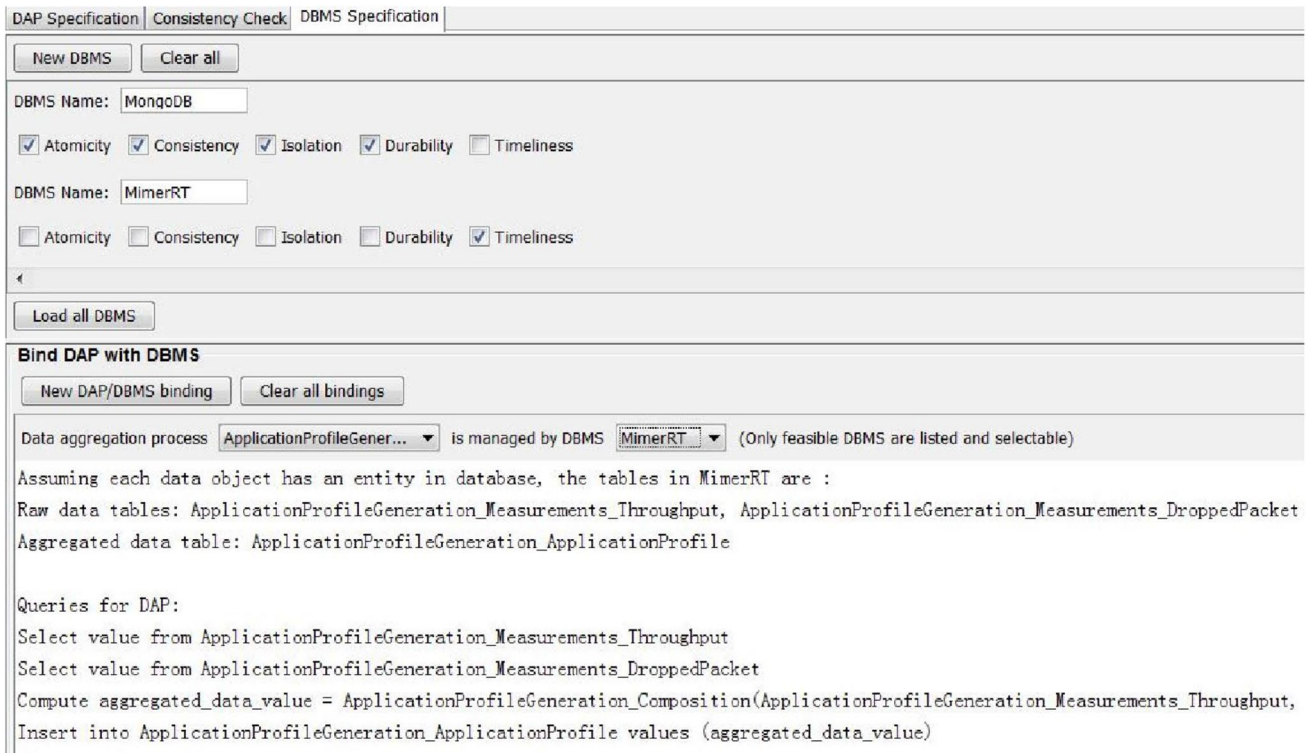 DAP Specification Consistency Check DBMS Specification
New DBMS Clear all
DBMS Name: MongoDB
Atomicity Consistency Isolation Durability Timeliness
DBMS Name: MimerRT
Atomicity Consistency Isolation Durability Timeliness
Load all DBMS
Bind DAP with DBMS
New DAP/DBMS binding Clear all bindings
Data aggregation process ApplicationProfileGener... is managed by DBMS MimerRT (Only feasible DBMS are listed and selectable)
Assuming each data object has an entity in database, the tables in MimerRT are :
Raw data tables: ApplicationProfileGeneration_Measurements_Throughput, ApplicationProfileGeneration_Measurements_DroppedPacket
Aggregated data table: ApplicationProfileGeneration_ApplicationProfile
Queries for DAP:
Select value from ApplicationProfileGeneration_Measurements_Throughput
Select value from ApplicationProfileGeneration_Measurements_DroppedPacket
Compute aggregated_data_value = ApplicationProfileGeneration_Composition(ApplicationProfileGeneration_Measurements_Throughput,
Insert into ApplicationProfileGeneration_ApplicationProfile values (aggregated_data_value)